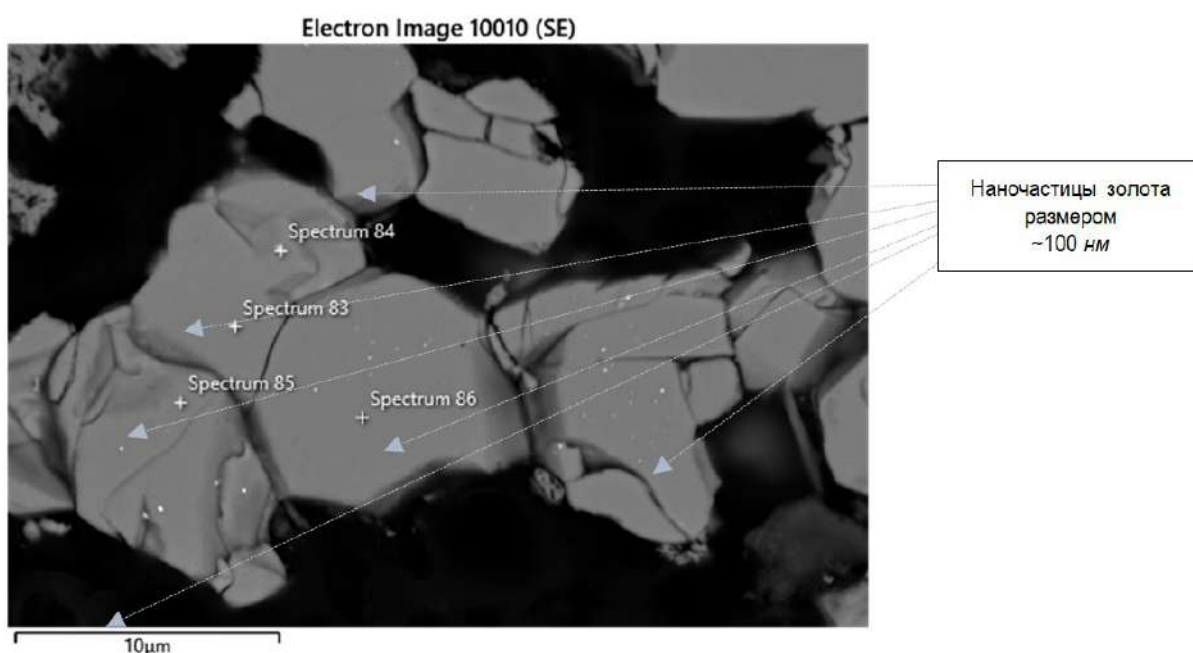 Electron Image 10010 (SE)
Наночастицы золота
размером
~100 нм
Spectrum 84
Spectrum 83
Spectrum 85
Spectrum 86
10µm